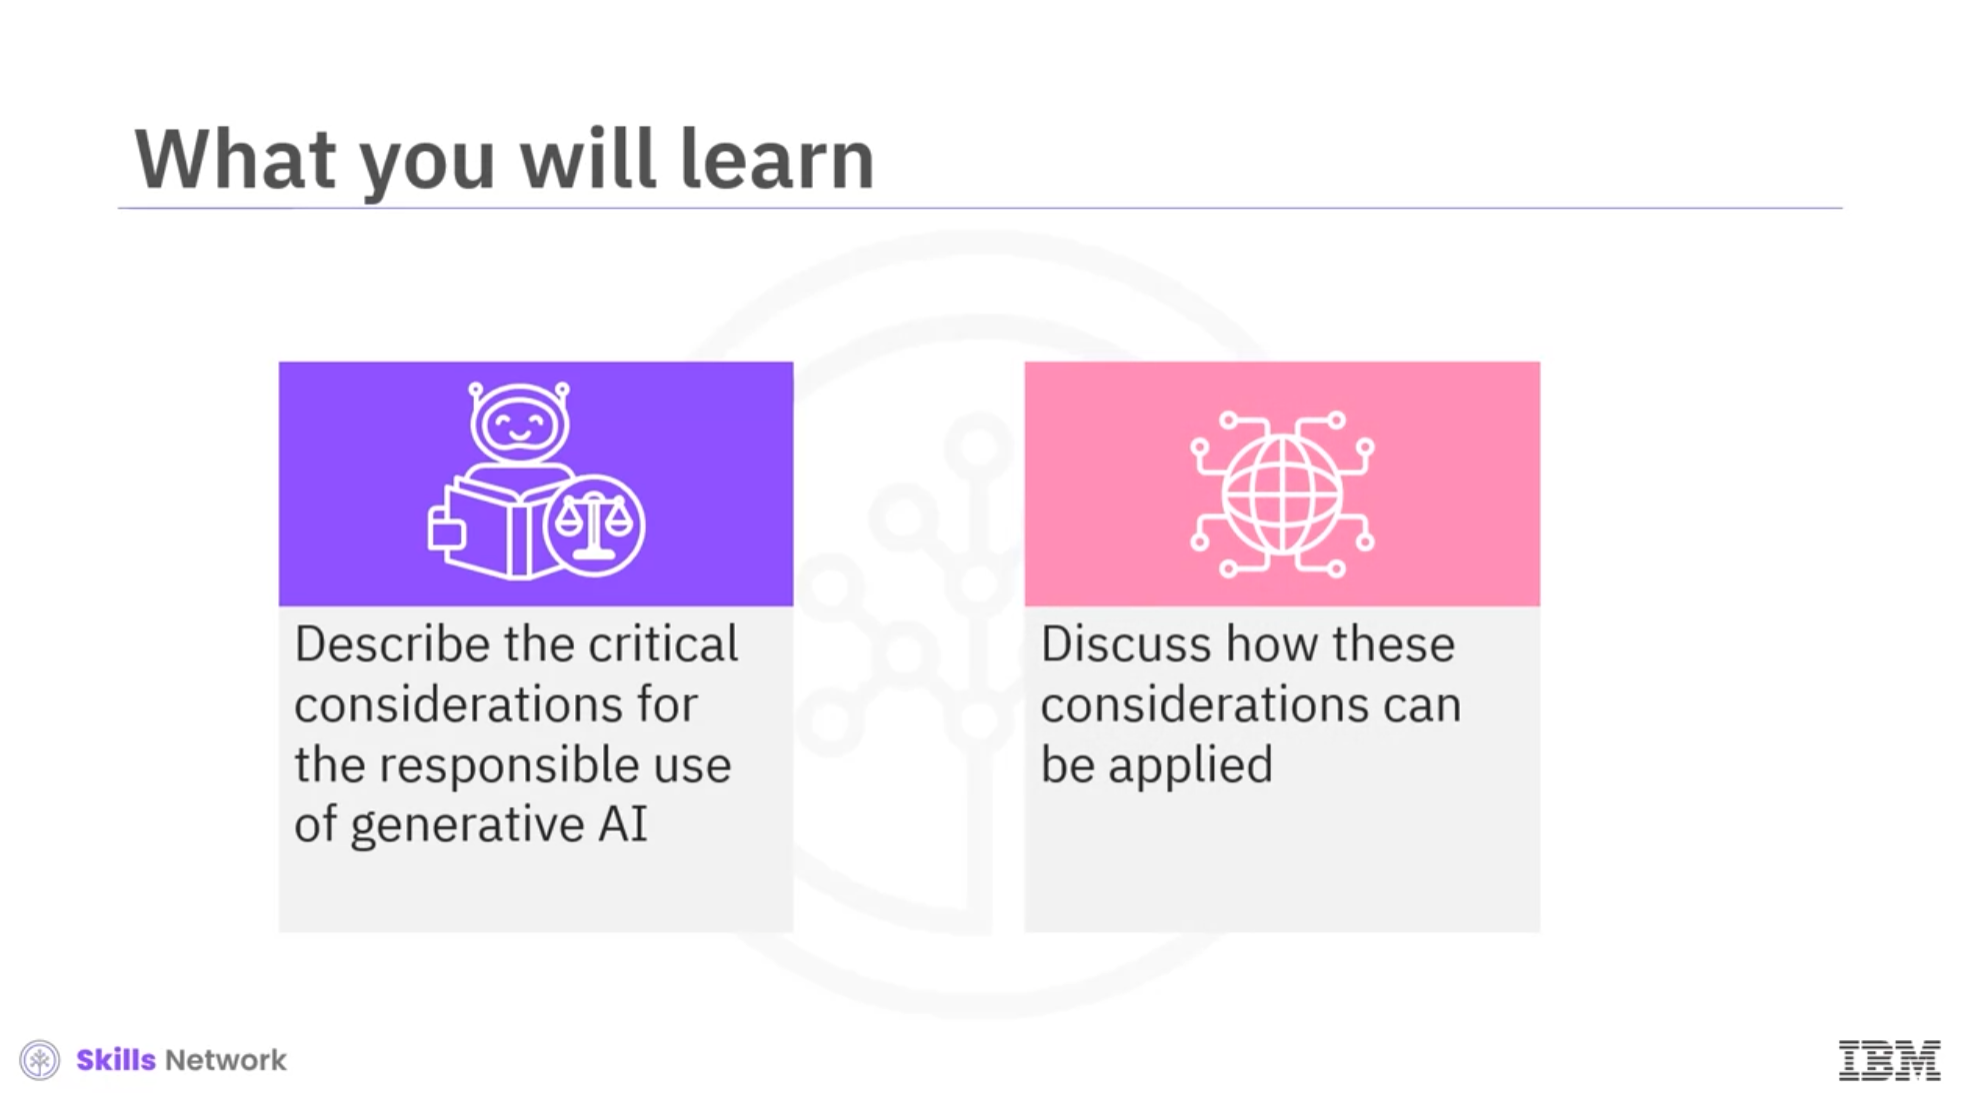 What you will learn
Describe the critical
considerations for
the responsible use
of generative AI
Discuss how these
considerations can
be applied
Skills Network
IBM